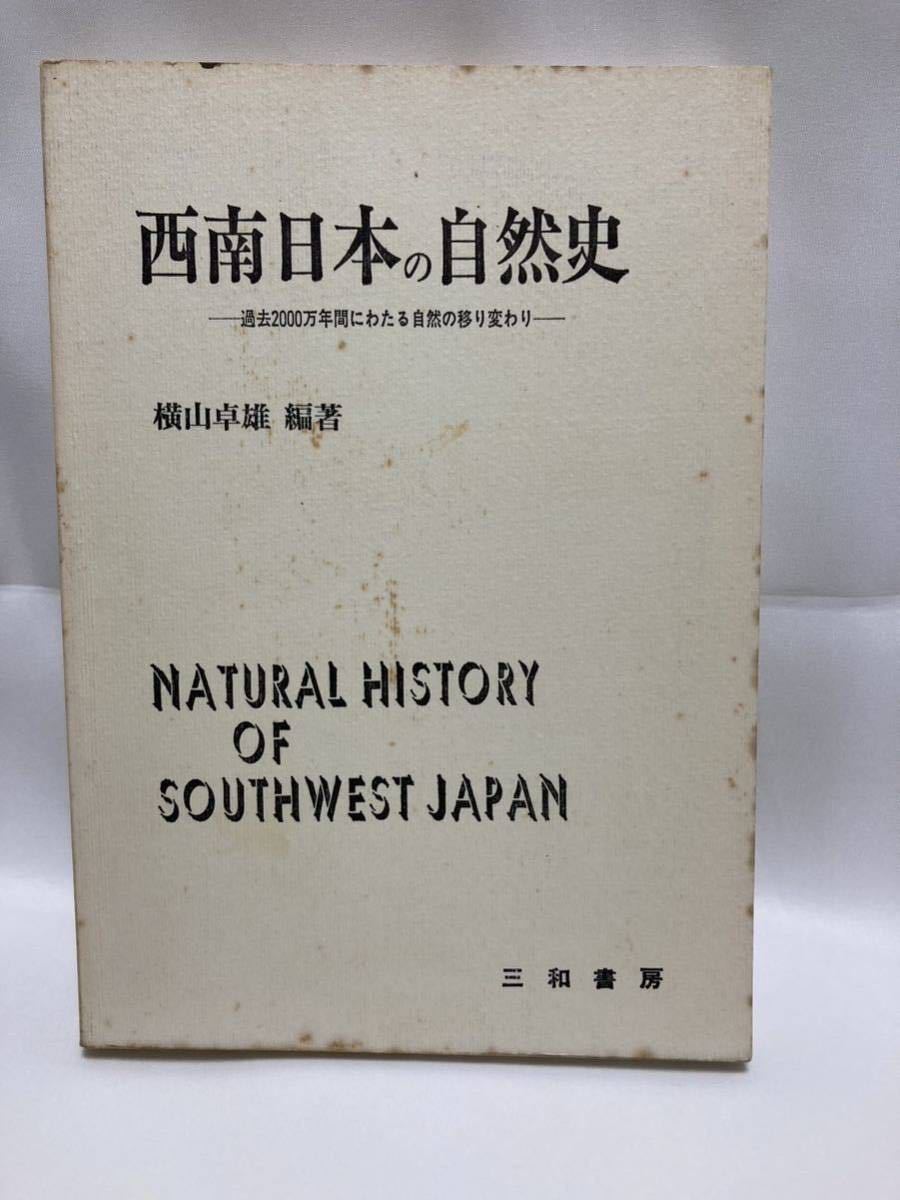 西南日本の自然史
——過去2000万年間にわたる自然の移り変わり——
横山卓雄 編著
NATURAL HISTORY
OF
SOUTHWEST JAPAN
三和書房